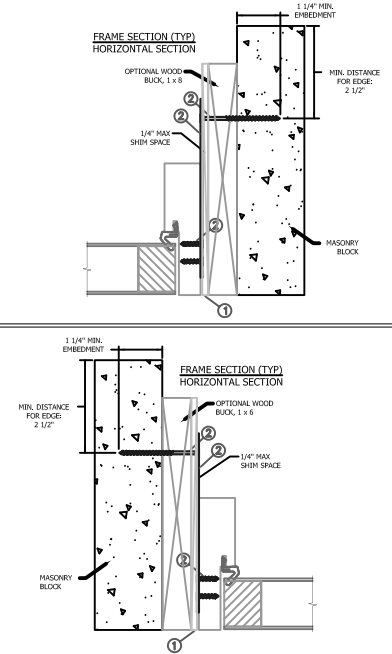 1 1/4" MIN.
EMBEDMENT
FRAME SECTION (TYP)
HORIZONTAL SECTION
OPTIONAL WOOD
BUCK, 1 x 8
MIN. DISTANCE
FOR EDGE:
2 1/2"
2
2
1/4" MAX
SHIM SPACE
2
MASONRY
BLOCK
1
1 1/4" MIN.
EMBEDMENT
FRAME SECTION (TYP)
HORIZONTAL SECTION
OPTIONAL WOOD
BUCK, 1 x 6
MIN. DISTANCE
FOR EDGE:
2 1/2"
2
2
1/4" MAX
SHIM SPACE
2
MASONRY
BLOCK
1